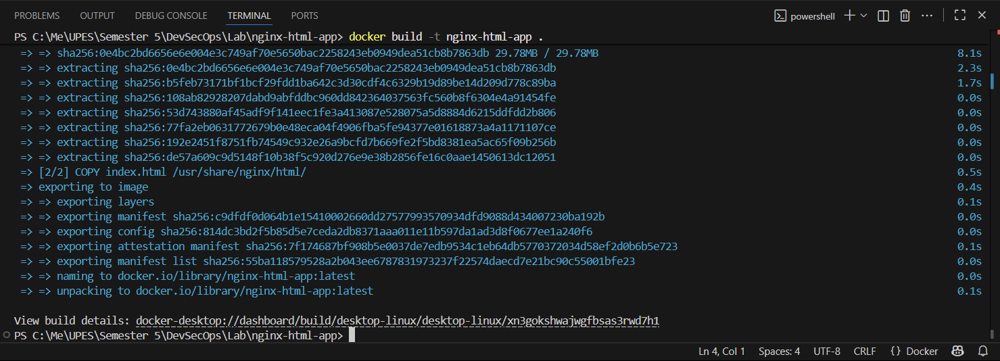 PROBLEMS OUTPUT DEBUG CONSOLE TERMINAL PORTS powershell
PS C:\Me\UPES\Semester 5\DevSecOps\Lab\nginx-html-app> docker build -t nginx-html-app .
=> => sha256:0e4bc2bd6656e6e004e3c749af70e5650bac2258243eb0949dea51cb8b7863db 29.78MB / 29.78MB 8.1s
=> => extracting sha256:0e4bc2bd6656e6e004e3c749af70e5650bac2258243eb0949dea51cb8b7863db 2.3s
=> => extracting sha256:b5feb73171bf1bcf29fdd1ba642c3d30cdf4c6329b19d89be14d209d778c89ba 1.7s
=> => extracting sha256:108ab82928207dabd9abfddbc960dd842364037563fc560b8f6304e4a91454fe 0.0s
=> => extracting sha256:53d743880af45adf9f141eec1fe3a413087e528075a5d8884d6215ddfdd2b806 0.0s
=> => extracting sha256:77fa2eb0631772679b0e48eca04f4906fba5fe94377e01618873a4a1171107ce 0.0s
=> => extracting sha256:192e2451f8751fb74549c932e26a9bcfd7b669fe2f5bd8381ea5ac65f09b256b 0.0s
=> => extracting sha256:de57a609c9d5148f10b38f5c920d276e9e38b2856fe16c0aae1450613dc12051 0.0s
=> [2/2] COPY index.html /usr/share/nginx/html/ 0.5s
=> exporting to image 0.4s
=> => exporting layers 0.1s
=> => exporting manifest sha256:c9dfdf0d064b1e15410002660dd27577993570934dfd9088d434007230ba192b 0.0s
=> => exporting config sha256:814dc3bd2f5b85d5e7ceda2db8371aaa011e11b597da1ad3d8f0677ee1a240f6 0.0s
=> => exporting attestation manifest sha256:7f174687bf908b5e0037de7edb9534c1eb64db5770372034d58ef2d0b6b5e723 0.1s
=> => exporting manifest list sha256:55ba118579528a2b043ee6787831973237f22574daecd7e21bc90c55001bfe23 0.0s
=> => naming to docker.io/library/nginx-html-app:latest 0.0s
=> => unpacking to docker.io/library/nginx-html-app:latest 0.1s
View build details: docker-desktop://dashboard/build/desktop-linux/desktop-linux/xn3gokshwajwgfbsas3rwd7h1
PS C:\Me\UPES\Semester 5\DevSecOps\Lab\nginx-html-app>
Ln 4, Col 1 Spaces: 4 UTF-8 CRLF {} Docker